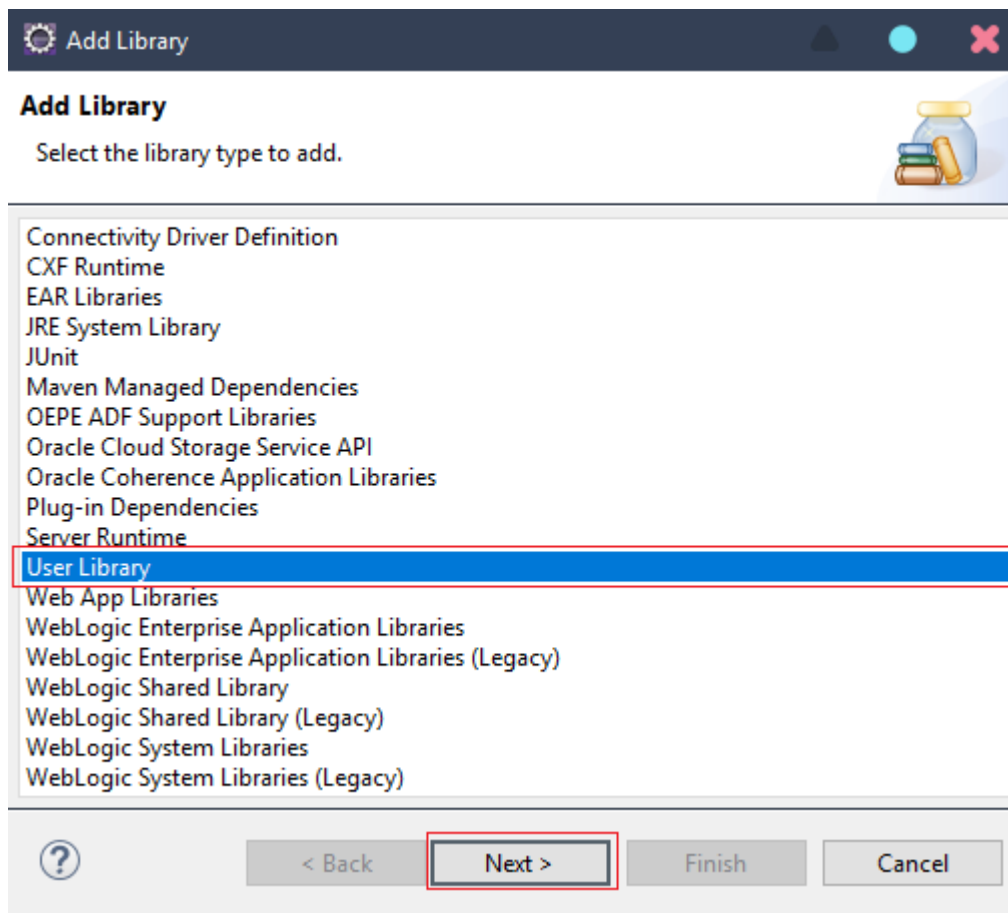 Add Library
Add Library
Select the library type to add.
Connectivity Driver Definition
CXF Runtime
EAR Libraries
JRE System Library
JUnit
Maven Managed Dependencies
OEPE ADF Support Libraries
Oracle Cloud Storage Service API
Oracle Coherence Application Libraries
Plug-in Dependencies
Server Runtime
User Library
Web App Libraries
WebLogic Enterprise Application Libraries
WebLogic Enterprise Application Libraries (Legacy)
WebLogic Shared Library
WebLogic Shared Library (Legacy)
WebLogic System Libraries
WebLogic System Libraries (Legacy)
? < Back Next > Finish Cancel